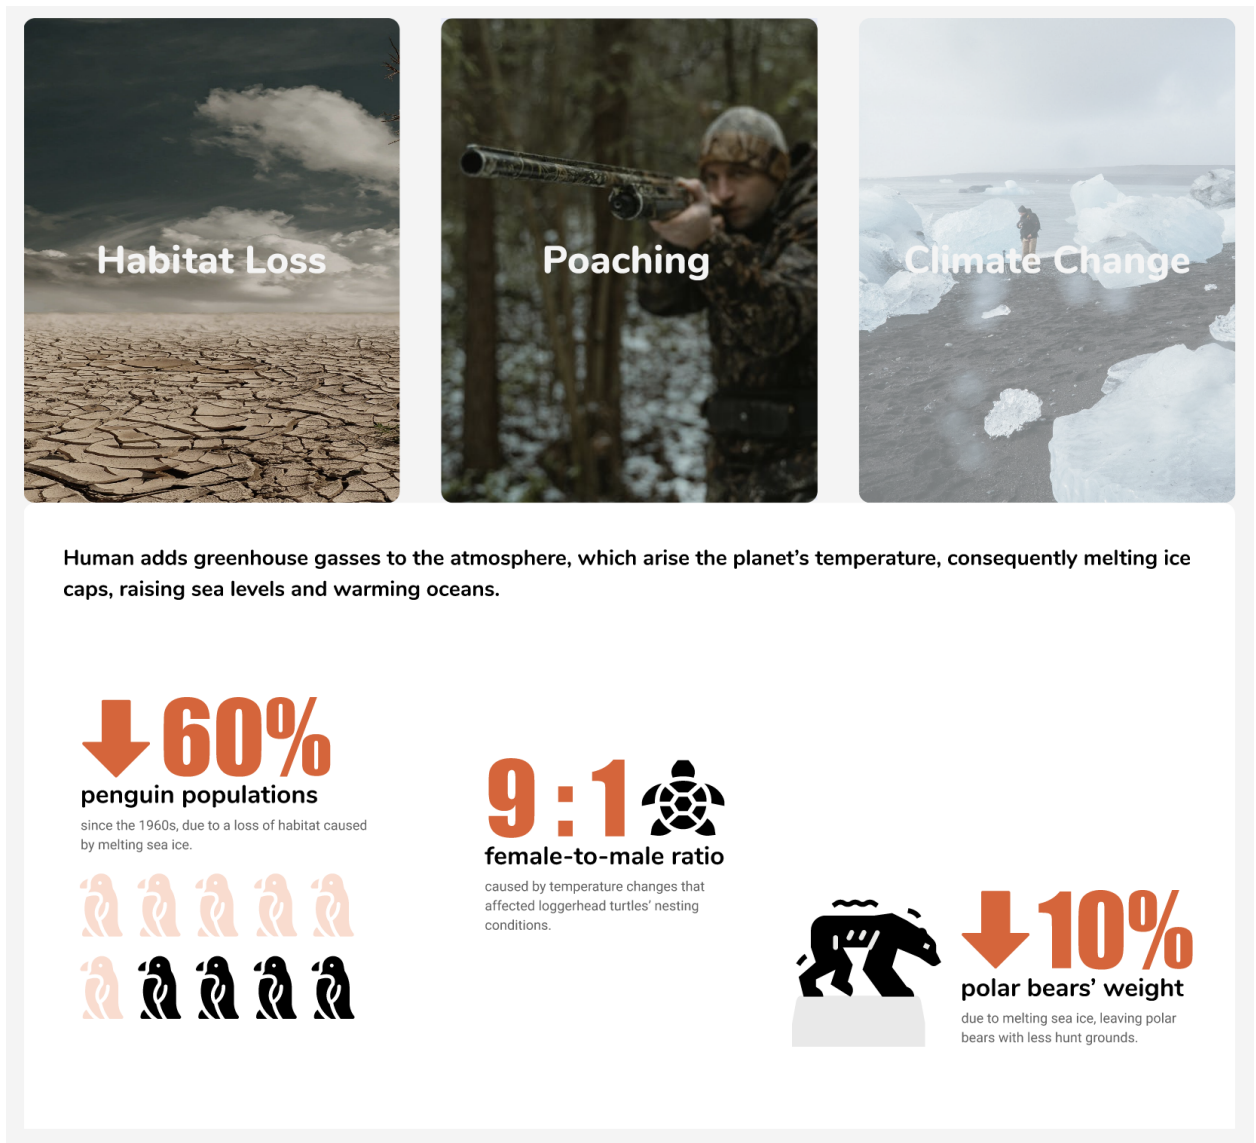 Habitat Loss
Poaching
Climate Change
Human adds greenhouse gasses to the atmosphere, which arise the planet’s temperature, consequently melting ice
caps, raising sea levels and warming oceans.
60%
penguin populations
since the 1960s, due to a loss of habitat caused
by melting sea ice.
9 : 1
female-to-male ratio
caused by temperature changes that
affected loggerhead turtles’ nesting
conditions.
10%
polar bears’ weight
due to melting sea ice, leaving polar
bears with less hunt grounds.